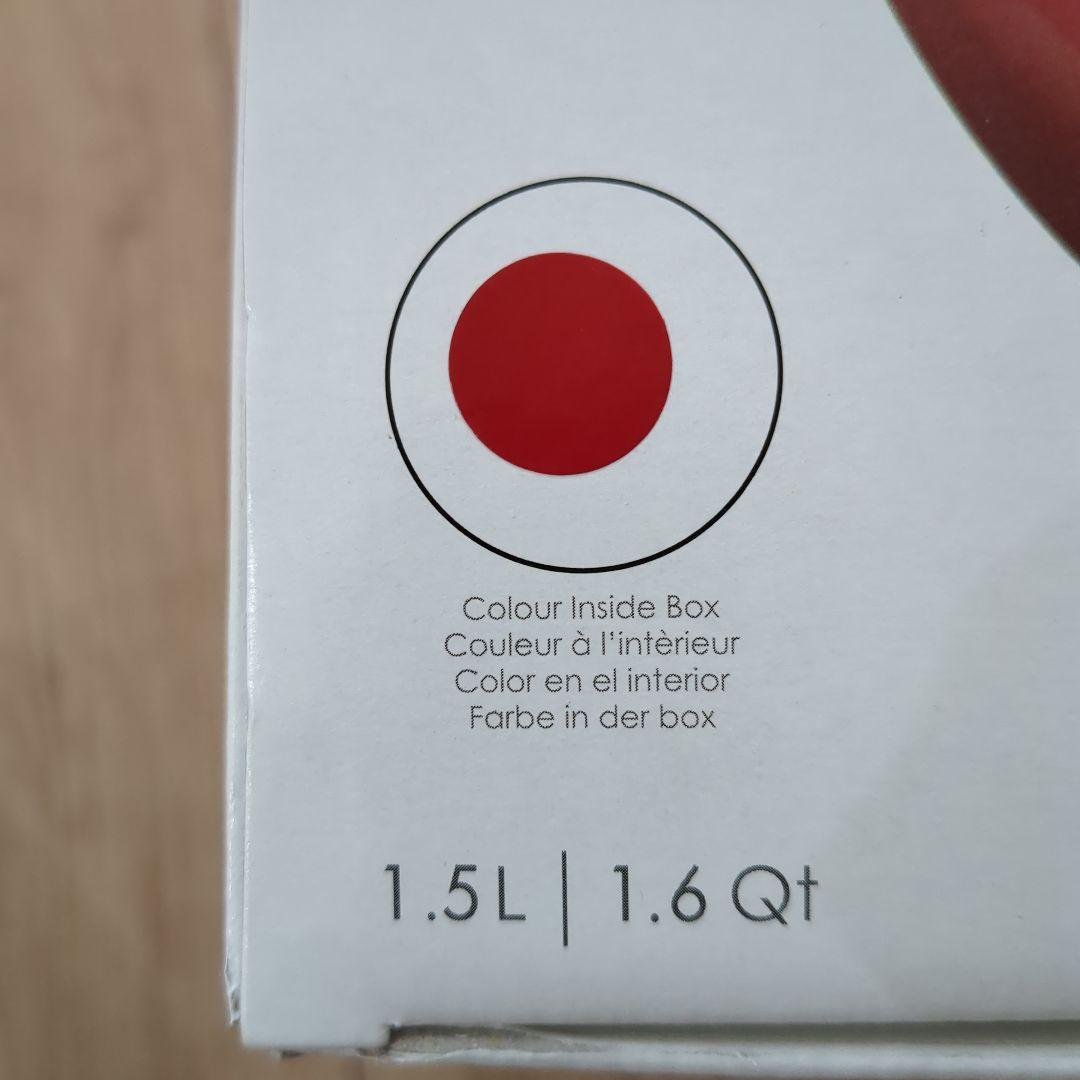 Colour Inside Box
Couleur à l'intèrieur
Color en el interior
Farbe in der box
1.5L | 1.6 Qt